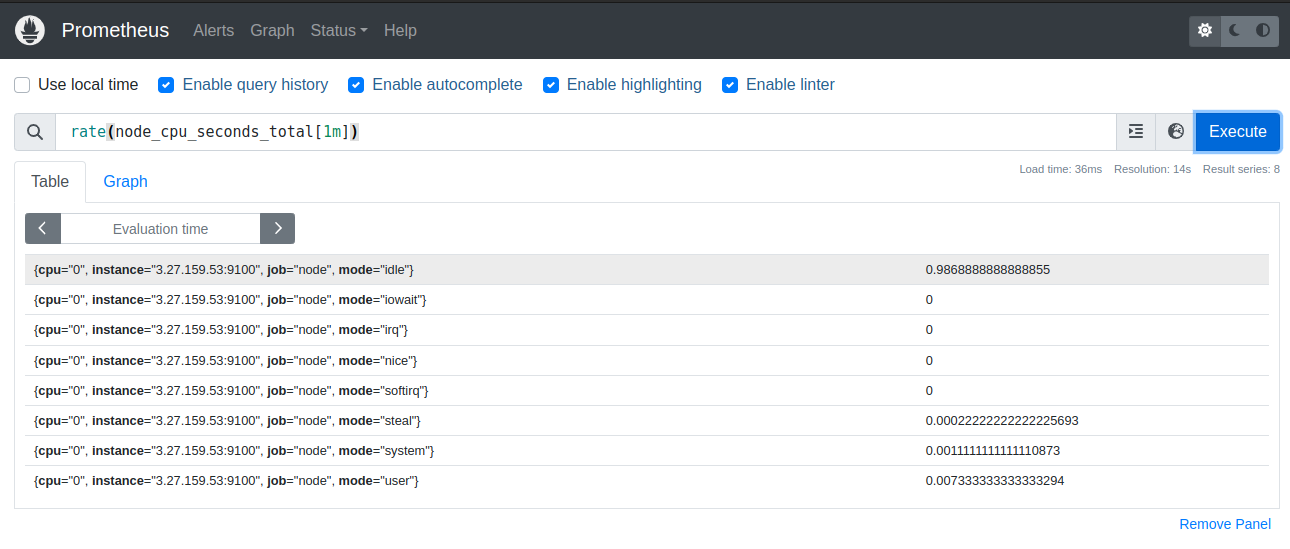 Prometheus Alerts Graph Status Help
Use local time Enable query history Enable autocomplete Enable highlighting Enable linter
rate(node_cpu_seconds_total[1m]) Execute
Load time: 36ms Resolution: 14s Result series: 8
Table Graph
Evaluation time
{cpu="0", instance="3.27.159.53:9100", job="node", mode="idle"} 0.9868888888888855
{cpu="0", instance="3.27.159.53:9100", job="node", mode="iowait"} 0
{cpu="0", instance="3.27.159.53:9100", job="node", mode="irq"} 0
{cpu="0", instance="3.27.159.53:9100", job="node", mode="nice"} 0
{cpu="0", instance="3.27.159.53:9100", job="node", mode="softirq"} 0
{cpu="0", instance="3.27.159.53:9100", job="node", mode="steal"} 0.00022222222222225693
{cpu="0", instance="3.27.159.53:9100", job="node", mode="system"} 0.0011111111111110873
{cpu="0", instance="3.27.159.53:9100", job="node", mode="user"} 0.007333333333333294
Remove Panel